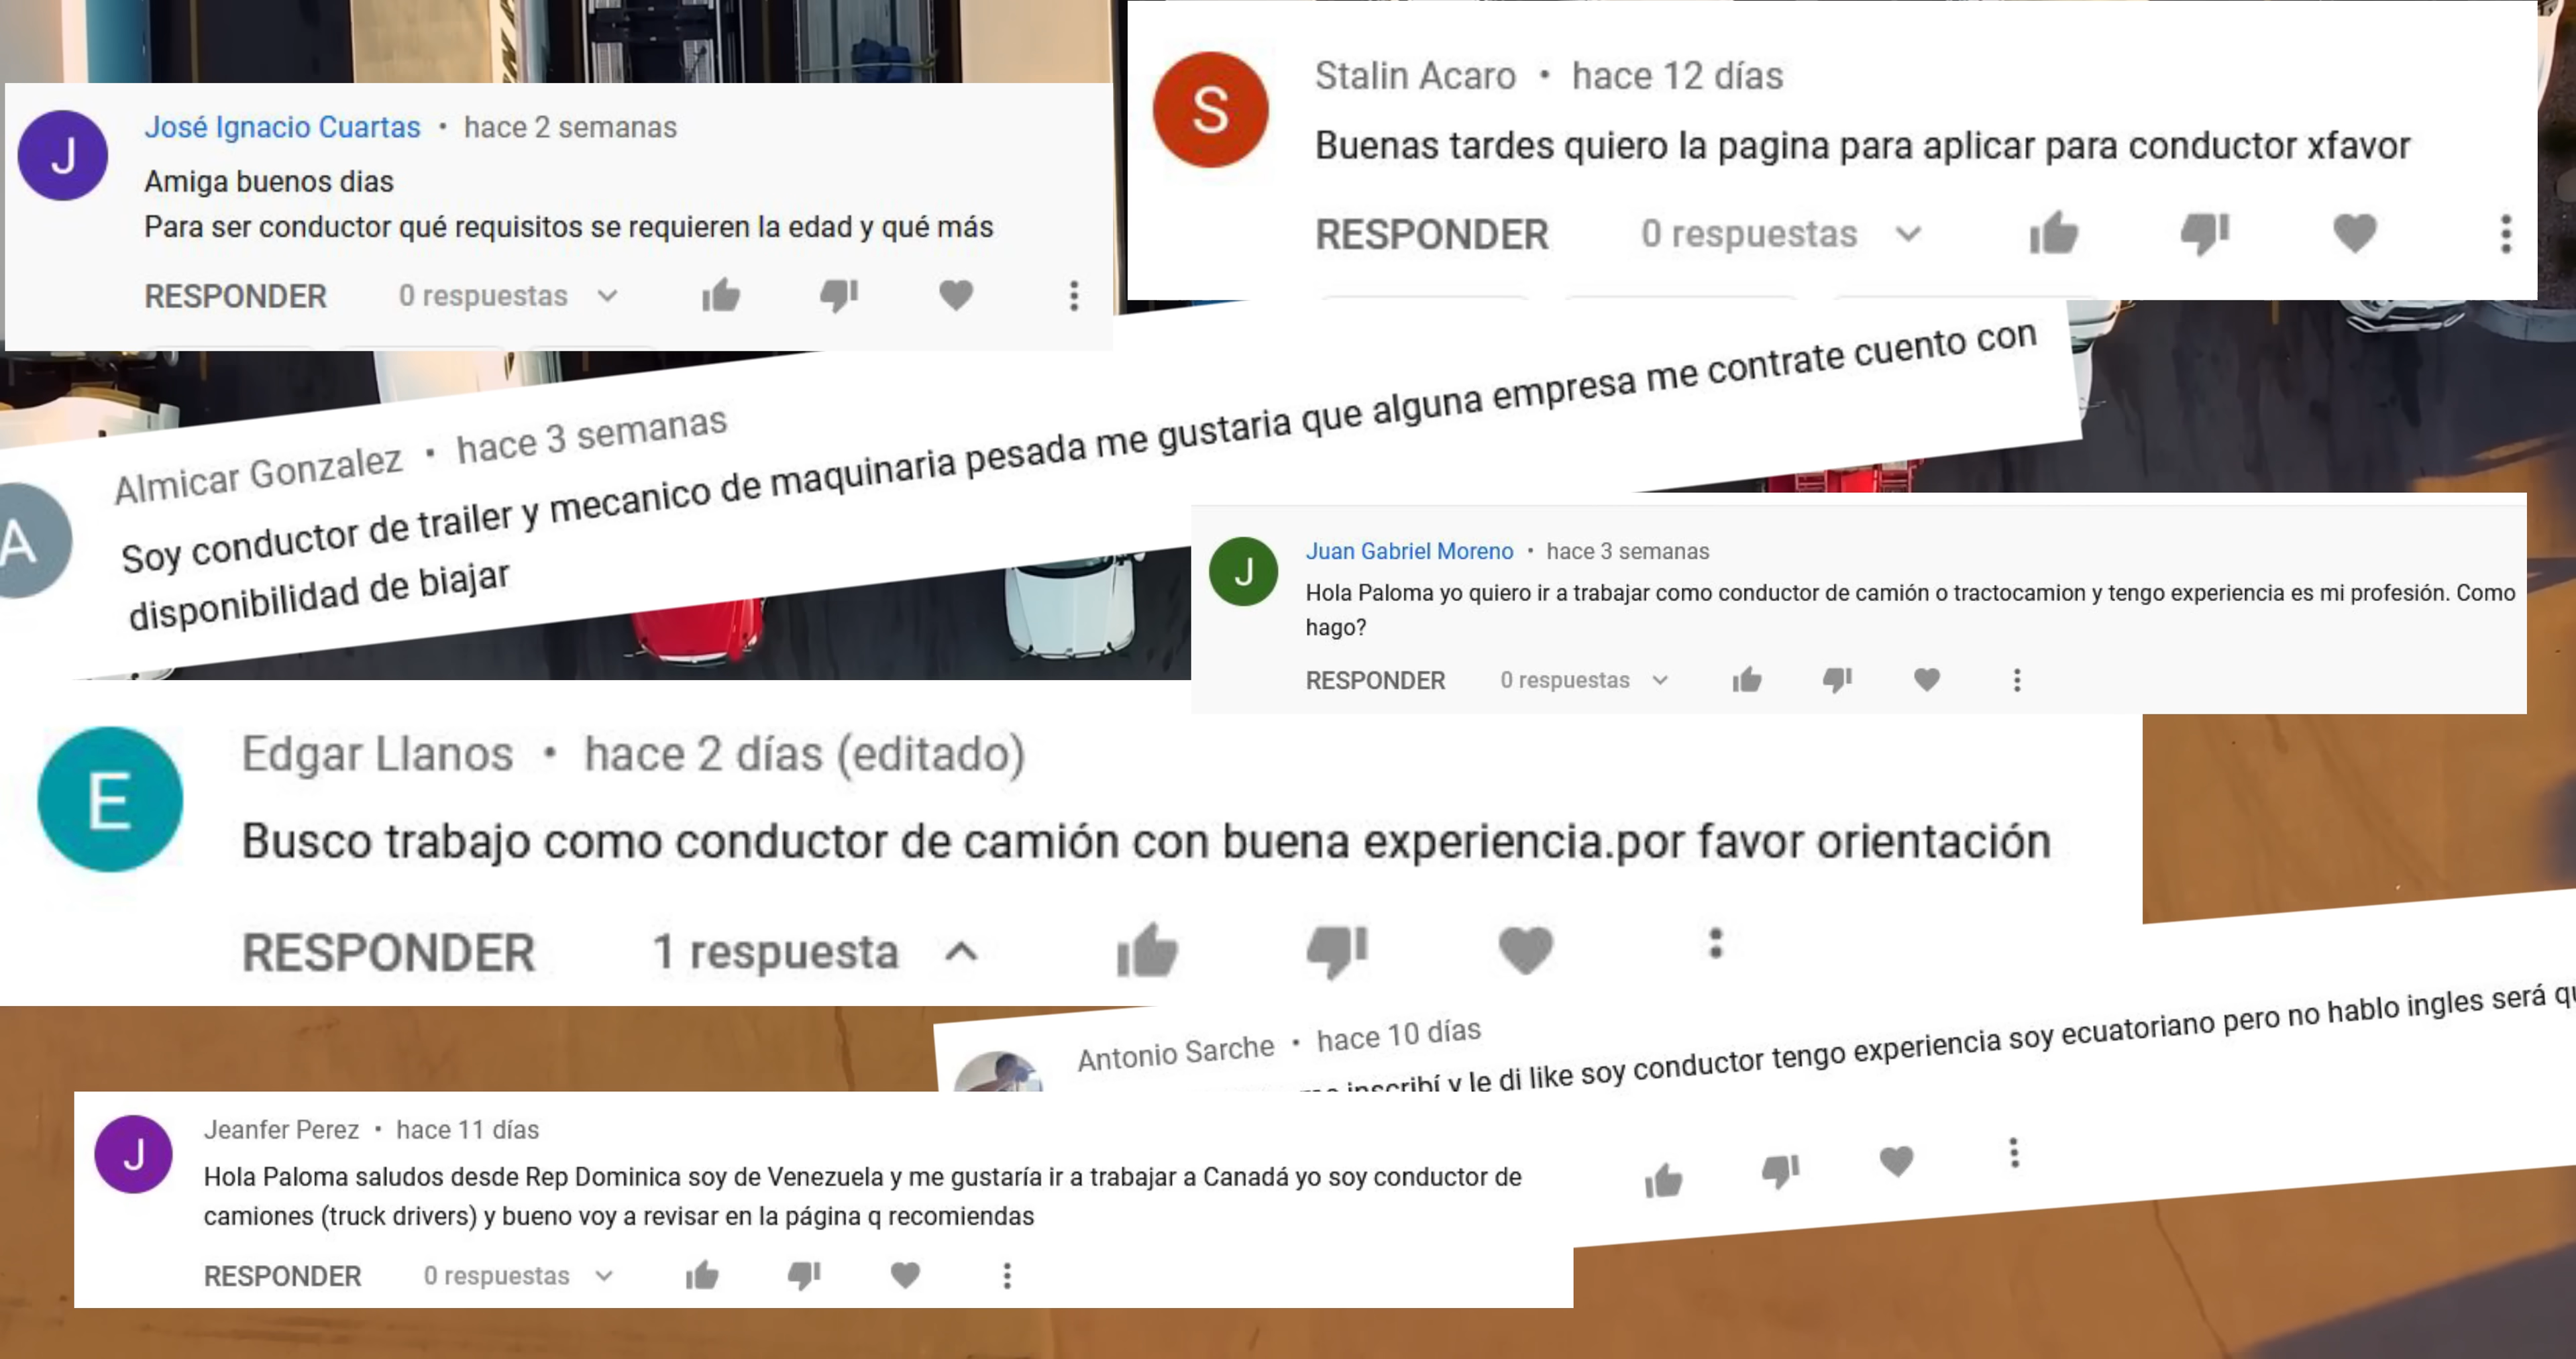 José Ignacio Cuartas • hace 2 semanas
Amiga buenos dias
Para ser conductor qué requisitos se requieren la edad y qué más
RESPONDER 0 respuestas
Stalin Acaro • hace 12 días
Buenas tardes quiero la pagina para aplicar para conductor xfavor
RESPONDER 0 respuestas
Almicar Gonzalez • hace 3 semanas
Soy conductor de trailer y mecanico de maquinaria pesada me gustaria que alguna empresa me contrate cuento con
disponibilidad de biajar
Juan Gabriel Moreno • hace 3 semanas
Hola Paloma yo quiero ir a trabajar como conductor de camión o tractocamion y tengo experiencia es mi profesión. Como
hago?
RESPONDER 0 respuestas
Edgar Llanos • hace 2 días (editado)
Busco trabajo como conductor de camión con buena experiencia.por favor orientación
RESPONDER 1 respuesta
Antonio Sarche • hace 10 días
inscribí y le di like soy conductor tengo experiencia soy ecuatoriano pero no hablo ingles será
Jeanfer Perez • hace 11 días
Hola Paloma saludos desde Rep Dominica soy de Venezuela y me gustaría ir a trabajar a Canadá yo soy conductor de
camiones (truck drivers) y bueno voy a revisar en la página q recomiendas
RESPONDER 0 respuestas